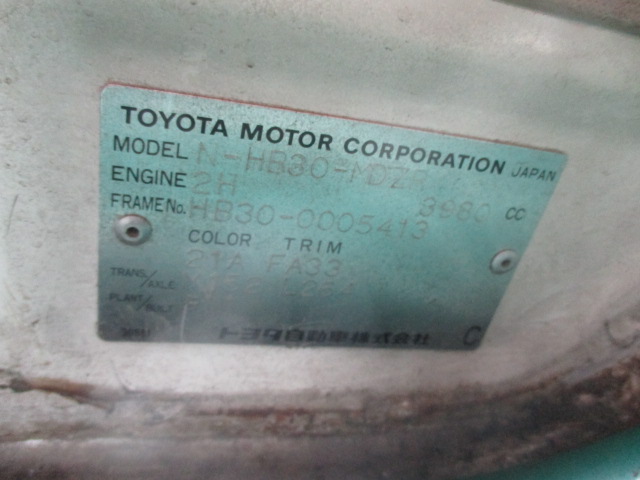 TOYOTA MOTOR CORPORATION JAPAN
MODEL N-HB30-MDZR
ENGINE 2H 3980 CC
FRAME No. HB30-0005413
COLOR TRIM
21A FA33
TRANS/AXLE
PLANT/
トヨタ自動車株式会社 C